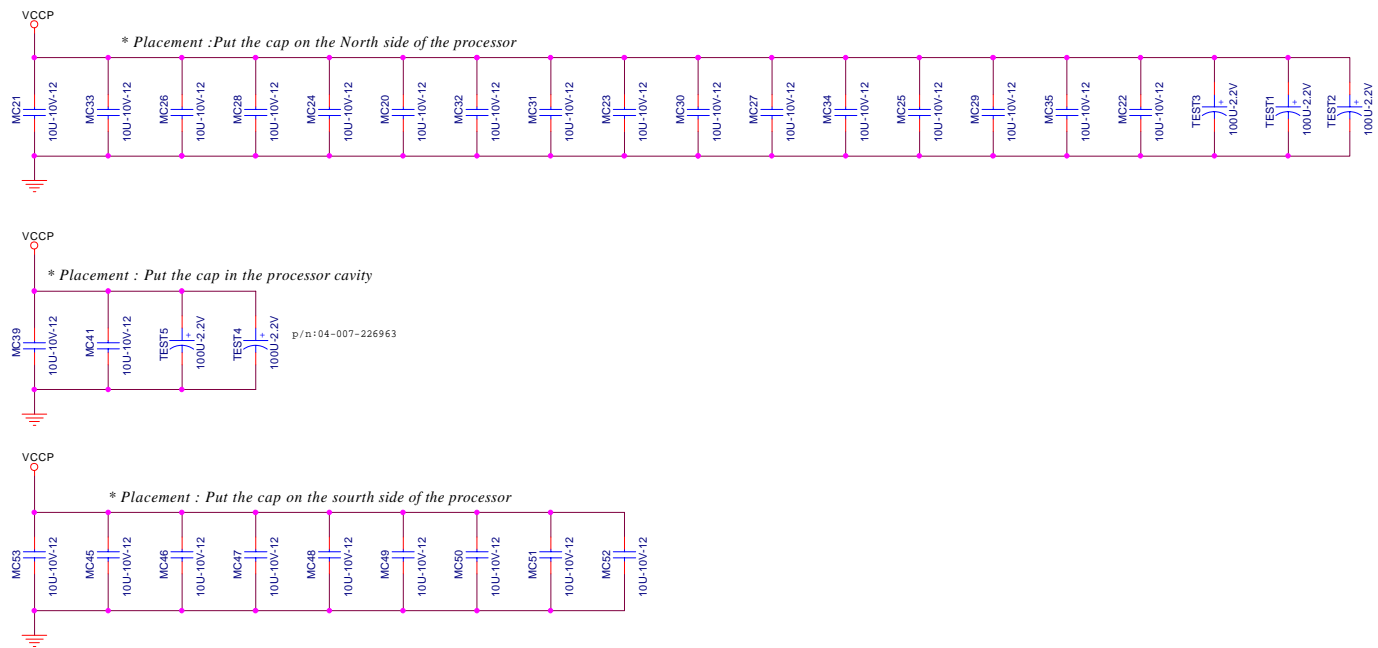 VCCP
* Placement :Put the cap on the North side of the processor
MC21
10U-10V-12
MC33
10U-10V-12
MC26
10U-10V-12
MC28
10U-10V-12
MC24
10U-10V-12
MC20
10U-10V-12
MC32
10U-10V-12
MC31
10U-10V-12
MC23
10U-10V-12
MC30
10U-10V-12
MC27
10U-10V-12
MC34
10U-10V-12
MC25
10U-10V-12
MC29
10U-10V-12
MC35
10U-10V-12
MC22
10U-10V-12
TEST3
+
100U-2.2V
TEST1
+
100U-2.2V
TEST2
+
100U-2.2V
VCCP
* Placement : Put the cap in the processor cavity
MC39
10U-10V-12
MC41
10U-10V-12
TEST5
+
100U-2.2V
TEST4
+
100U-2.2V
p/n:04-007-226963
VCCP
* Placement : Put the cap on the sourth side of the processor
MC53
10U-10V-12
MC45
10U-10V-12
MC46
10U-10V-12
MC47
10U-10V-12
MC48
10U-10V-12
MC49
10U-10V-12
MC50
10U-10V-12
MC51
10U-10V-12
MC52
10U-10V-12